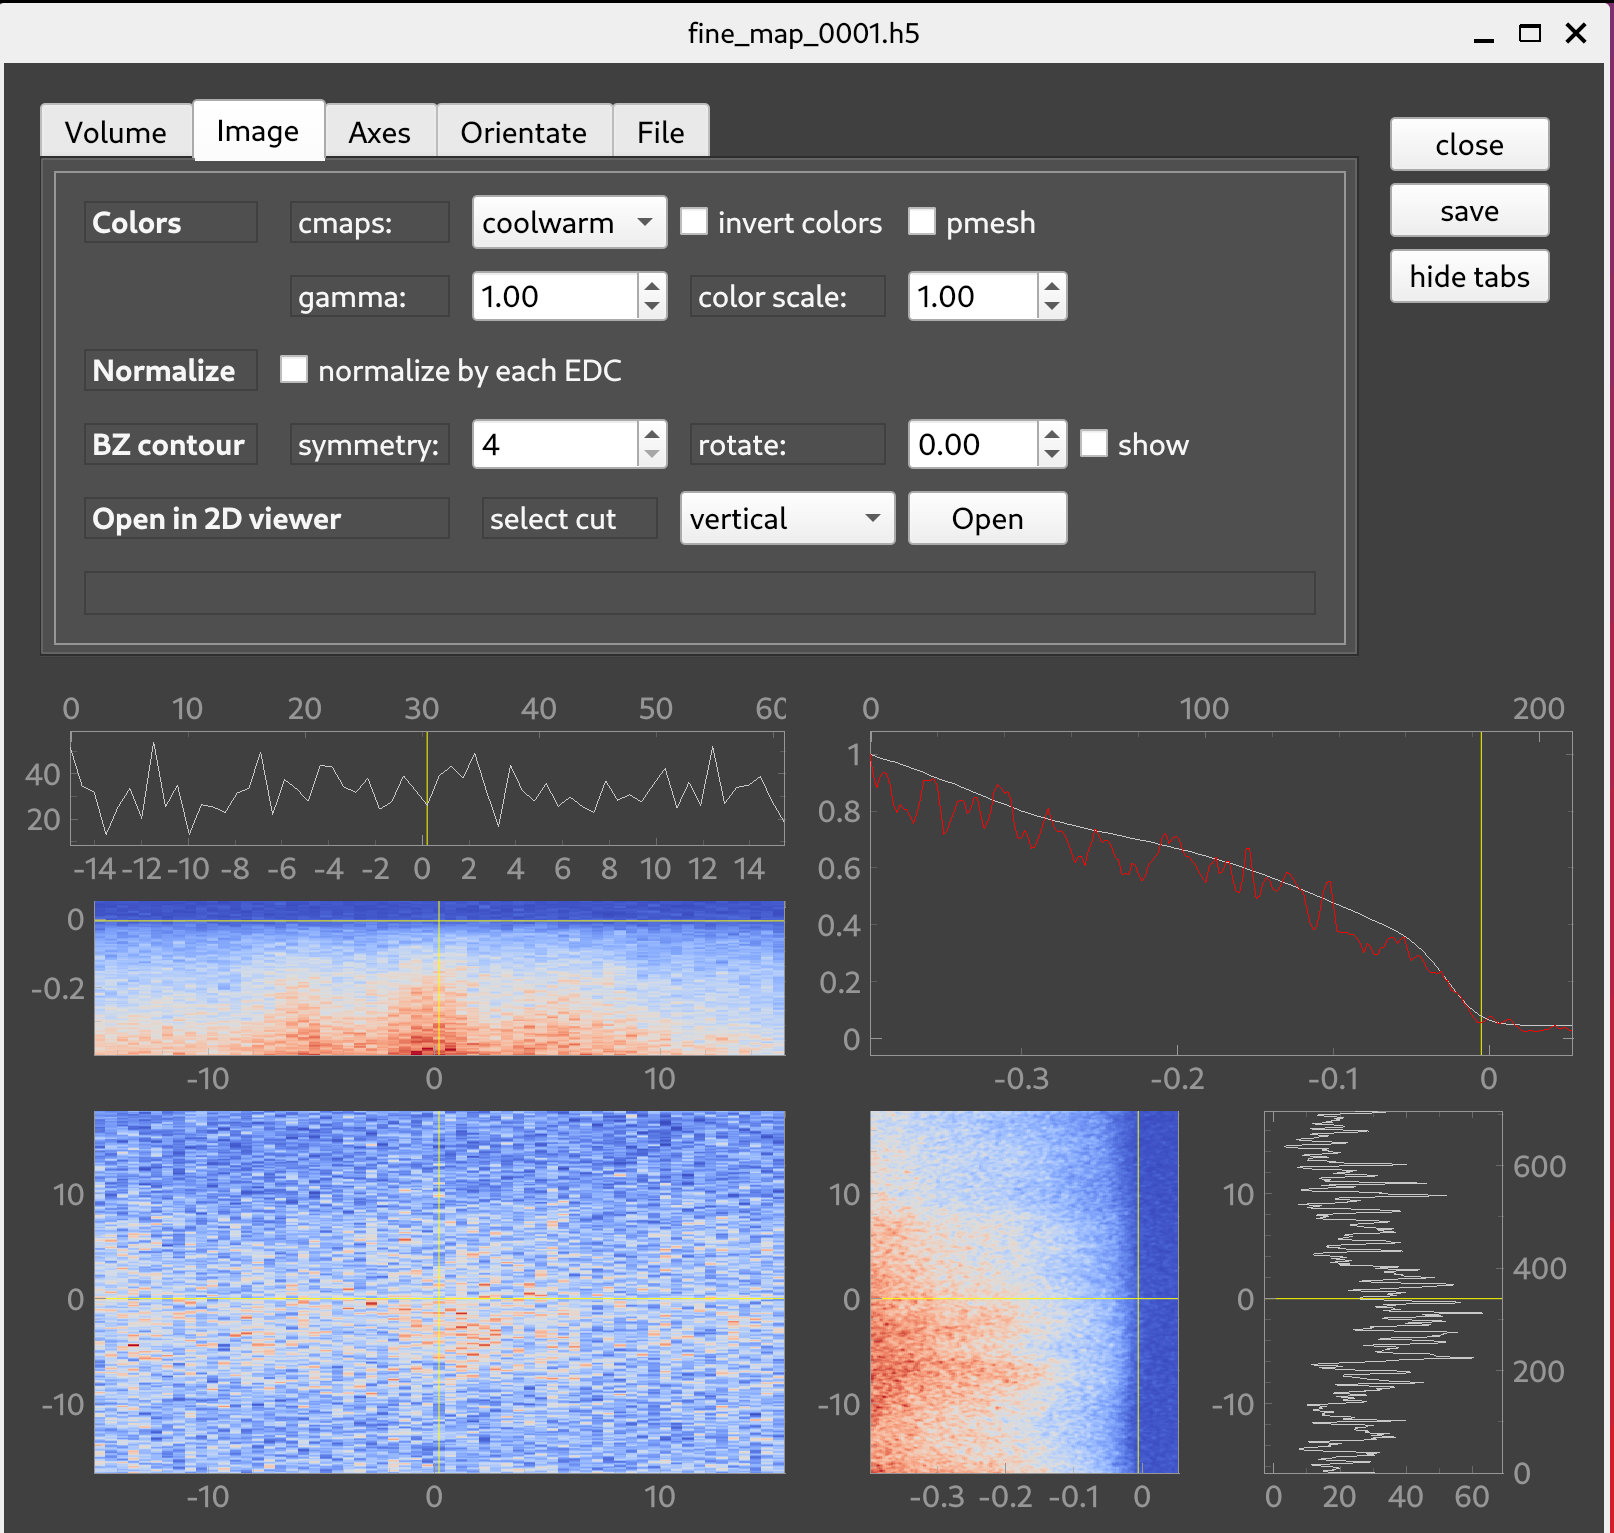 fine_map_0001.h5
Volume Image Axes Orientate File
close
save
hide tabs
Colors cmaps: coolwarm invert colors pmesh
gamma: 1.00 color scale: 1.00
Normalize normalize by each EDC
BZ contour symmetry: 4 rotate: 0.00 show
Open in 2D viewer select cut vertical Open
0 10 20 30 40 50 60
40
20
-14 -12 -10 -8 -6 -4 -2 0 2 4 6 8 10 12 14
0 100 200
1
0.8
0.6
0.4
0.2
0
-0.3 -0.2 -0.1 0
0
-0.2
-10 0 10
10
0
-10
-10 0 10
10
0
-10
-0.3 -0.2 -0.1 0
10
0
-10
600
400
200
0
0 20 40 60